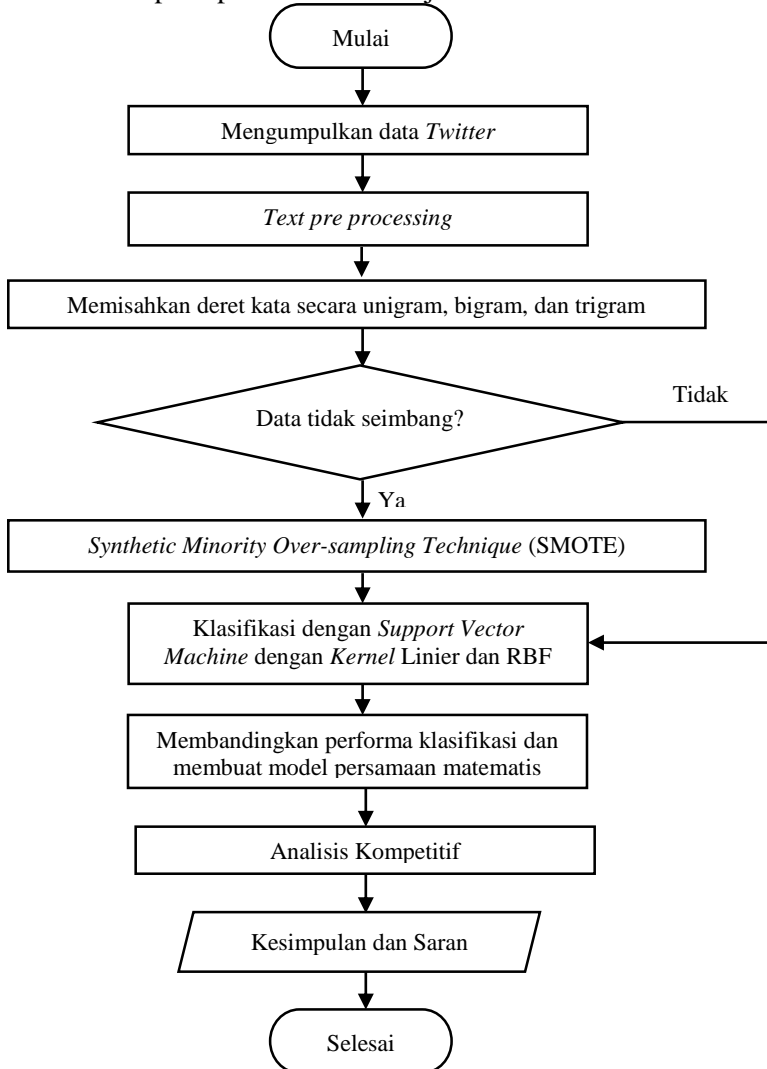 Mulai
Mengumpulkan data Twitter
Text pre processing
Memisahkan deret kata secara unigram, bigram, dan trigram
Data tidak seimbang?
Tidak
Ya
Synthetic Minority Over-sampling Technique (SMOTE)
Klasifikasi dengan Support Vector
Machine dengan Kernel Linier dan RBF
Membandingkan performa klasifikasi dan
membuat model persamaan matematis
Analisis Kompetitif
Kesimpulan dan Saran
Selesai